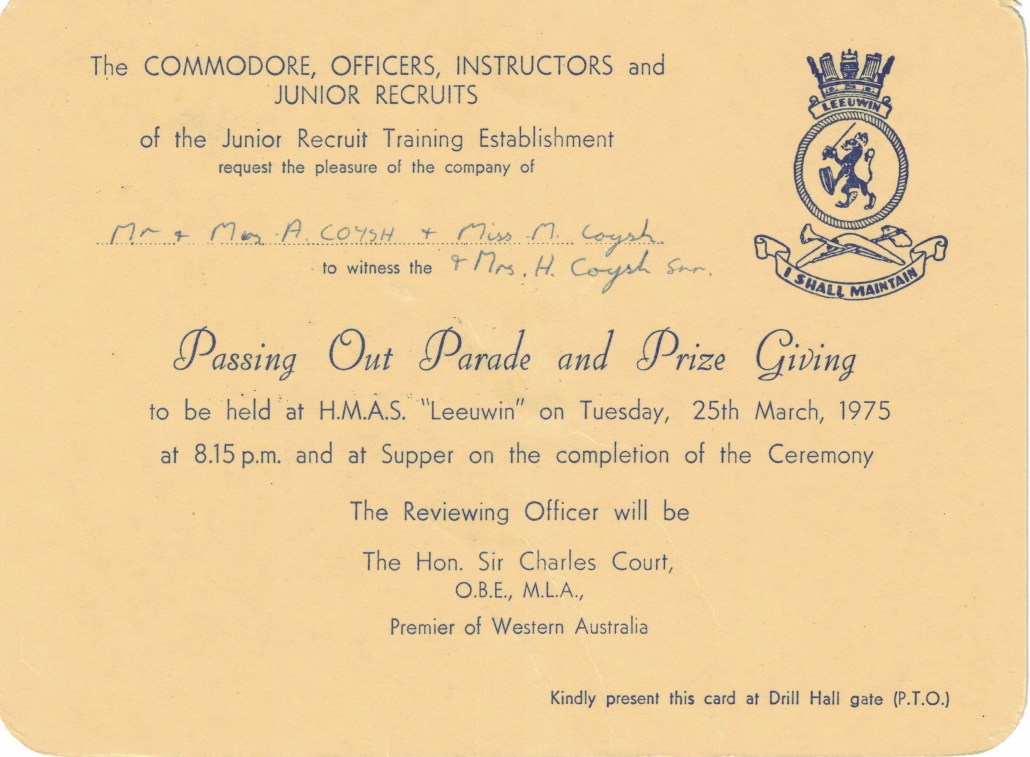 The COMMODORE, OFFICERS, INSTRUCTORS and
JUNIOR RECRUITS
of the Junior Recruit Training Establishment
request the pleasure of the company of
Mr + Mrs A. COYSH + Miss M. Coysh
to witness the + Mrs. H. Coysh Snr.
LEEUWIN
I SHALL MAINTAIN
Passing Out Parade and Prize Giving
to be held at H.M.A.S. "Leeuwin" on Tuesday, 25th March, 1975
at 8.15 p.m. and at Supper on the completion of the Ceremony
The Reviewing Officer will be
The Hon. Sir Charles Court,
O.B.E., M.L.A.,
Premier of Western Australia
Kindly present this card at Drill Hall gate (P.T.O.)